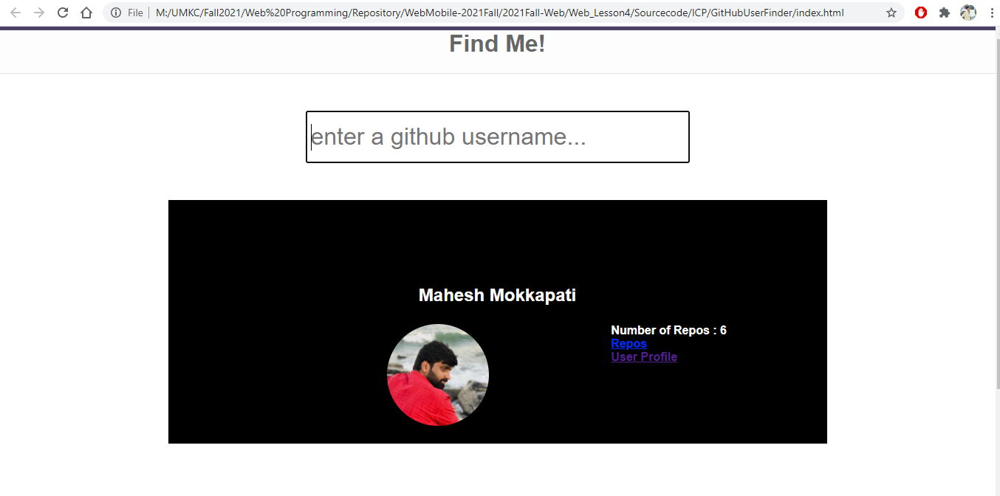 File M:/UMKC/Fall2021/Web%20Programming/Repository/WebMobile-2021Fall/2021Fall-Web/Web_Lesson4/Sourcecode/ICP/GitHubUserFinder/index.html
Find Me!
enter a github username...
Mahesh Mokkapati
Number of Repos : 6
Repos
User Profile